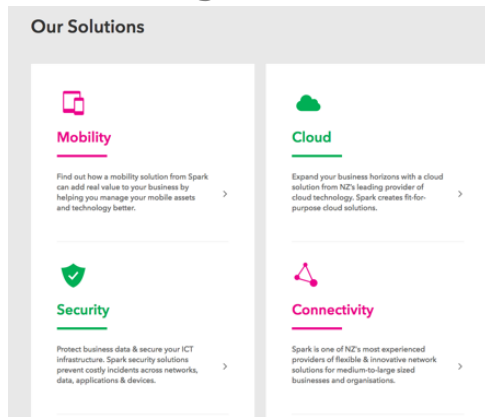 Our Solutions
Mobility
Find out how a mobility solution from Spark
can add real value to your business by
helping you manage your mobile assets
and technology better.
Cloud
Expand your business horizons with a cloud
solution from NZ's leading provider of
cloud technology. Spark creates fit-for-
purpose cloud solutions.
Security
Protect business data & secure your ICT
infrastructure. Spark security solutions
prevent costly incidents across networks,
data, applications & devices.
Connectivity
Spark is one of NZ's most experienced
providers of flexible & innovative network
solutions for medium-to-large sized
businesses and organisations.